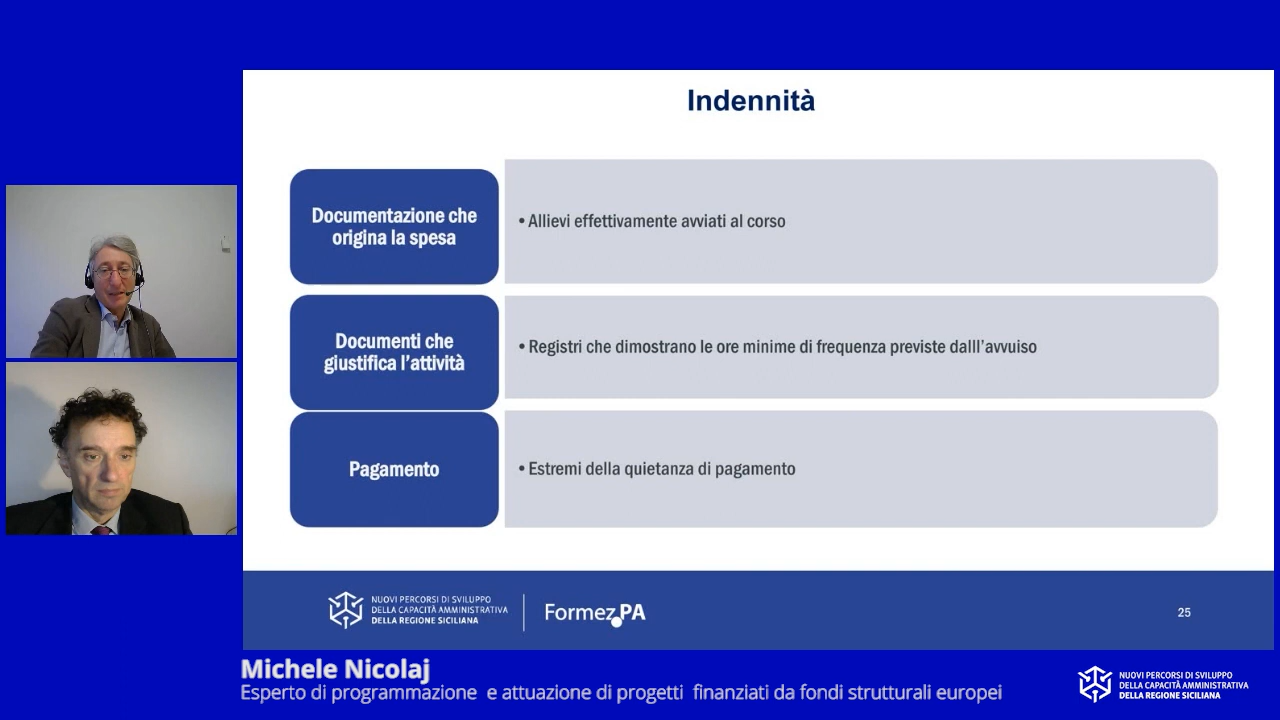 Indennità
Documentazione che
origina la spesa
• Allievi effettivamente avviati al corso
Documenti che
giustifica l'attività
• Registri che dimostrano le ore minime di frequenza previste dalll'avvuiso
Pagamento
• Estremi della quietanza di pagamento
NUOVI PERCORSI DI SVILUPPO
DELLA CAPACITÀ AMMINISTRATIVA
DELLA REGIONE SICILIANA
Formez.PA
25
Michele Nicolaj
Esperto di programmazione e attuazione di progetti finanziati da fondi strutturali europei
NUOVI PERCORSI DI SVILUPPO
DELLA CAPACITÀ AMMINISTRATIVA
DELLA REGIONE SICILIANA